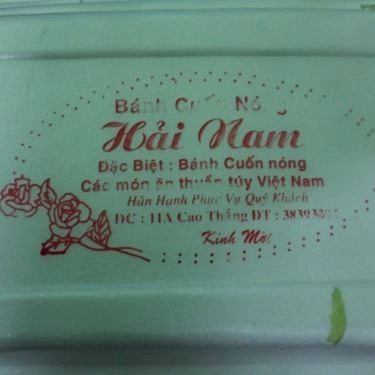 Bánh Cuốn Nóng
Hải Nam
Đặc Biệt : Bánh Cuốn nóng
Các món ăn thuần túy Việt Nam
Hân Hạnh Phục Vụ Quý Khách
ĐC : 11A Cao Thắng ĐT :
Kính Mời